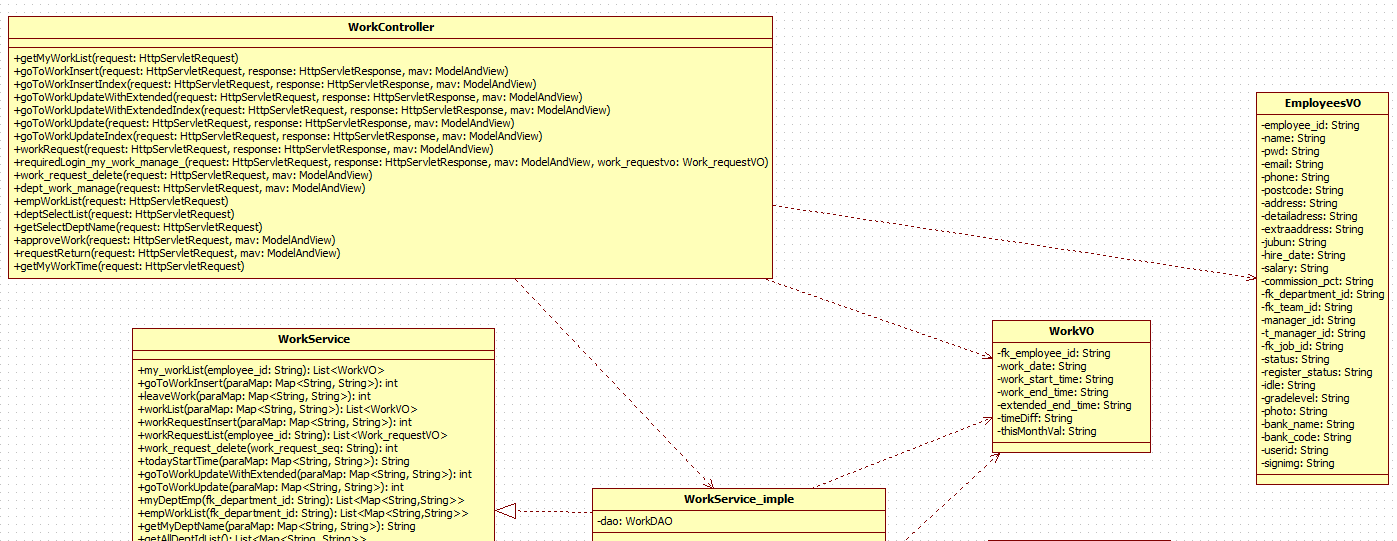 WorkController
+getMyWorkList(request: HttpServletRequest)
+goToWorkInsert(request: HttpServletRequest, response: HttpServletResponse, mav: ModelAndView)
+goToWorkInsertIndex(request: HttpServletRequest, response: HttpServletResponse, mav: ModelAndView)
+goToWorkUpdateWithExtended(request: HttpServletRequest, response: HttpServletResponse, mav: ModelAndView)
+goToWorkUpdateWithExtendedIndex(request: HttpServletRequest, response: HttpServletResponse, mav: ModelAndView)
+goToWorkUpdate(request: HttpServletRequest, response: HttpServletResponse, mav: ModelAndView)
+goToWorkUpdateIndex(request: HttpServletRequest, response: HttpServletResponse, mav: ModelAndView)
+workRequest(request: HttpServletRequest, response: HttpServletResponse, mav: ModelAndView)
+requiredLogin_my_work_manage_(request: HttpServletRequest, response: HttpServletResponse, mav: ModelAndView, work_requestvo: Work_requestVO)
+work_request_delete(request: HttpServletRequest, mav: ModelAndView)
+dept_work_manage(request: HttpServletRequest, mav: ModelAndView)
+empWorkList(request: HttpServletRequest)
+deptSelectList(request: HttpServletRequest)
+getSelectDeptName(request: HttpServletRequest)
+approveWork(request: HttpServletRequest, mav: ModelAndView)
+requestReturn(request: HttpServletRequest, mav: ModelAndView)
+getMyWorkTime(request: HttpServletRequest)
EmployeesVO
-employee_id: String
-name: String
-pwd: String
-email: String
-phone: String
-postcode: String
-address: String
-detailadress: String
-extraaddress: String
-jubun: String
-hire_date: String
-salary: String
-commission_pct: String
-fk_department_id: String
-fk_team_id: String
-manager_id: String
-t_manager_id: String
-fk_job_id: String
-status: String
-register_status: String
-idle: String
-gradelevel: String
-photo: String
-bank_name: String
-bank_code: String
-userid: String
-signimg: String
WorkService
+my_workList(employee_id: String): List<WorkVO>
+goToWorkInsert(paraMap: Map<String, String>): int
+leaveWork(paraMap: Map<String, String>): int
+workList(paraMap: Map<String, String>): List<WorkVO>
+workRequestInsert(paraMap: Map<String, String>): int
+workRequestList(employee_id: String): List<Work_requestVO>
+work_request_delete(work_request_seq: String): int
+todayStartTime(paraMap: Map<String, String>): String
+goToWorkUpdateWithExtended(paraMap: Map<String, String>): int
+goToWorkUpdate(paraMap: Map<String, String>): int
+myDeptEmp(fk_department_id: String): List<Map<String,String>>
+empWorkList(fk_department_id: String): List<Map<String,String>>
+getMyDeptName(paraMap: Map<String, String>): String
+getAllDeptIdList(): List<Map<String, String>>
WorkVO
-fk_employee_id: String
-work_date: String
-work_start_time: String
-work_end_time: String
-extended_end_time: String
-timeDiff: String
-thisMonthVal: String
WorkService_imple
-dao: WorkDAO